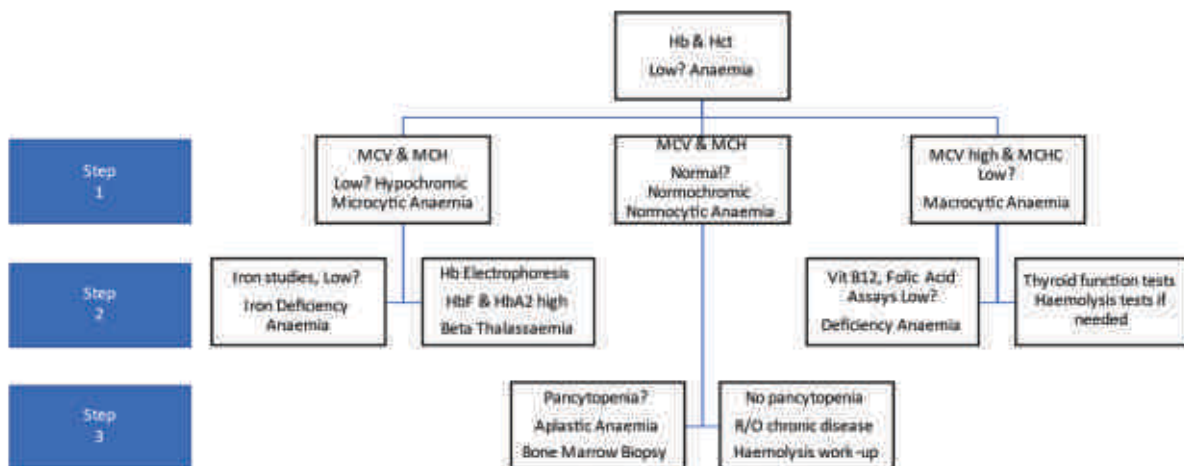 Hb & Hct
Low? Anaemia
Step
1
MCV & MCH
Low? Hypochromic
Microcytic Anaemia
MCV & MCH
Normal?
Normochromic
Normocytic Anaemia
MCV high & MCHC
Low?
Macrocytic Anaemia
Step
2
Iron studies, Low?
Iron Deficiency
Anaemia
Hb Electrophoresis
HbF & HbA2 high
Beta Thalassaemia
Vit B12, Folic Acid
Assays Low?
Deficiency Anaemia
Thyroid function tests
Haemolysis tests if
needed
Step
3
Pancytopenia?
Aplastic Anaemia
Bone Marrow Biopsy
No pancytopenia
R/O chronic disease
Haemolysis work-up